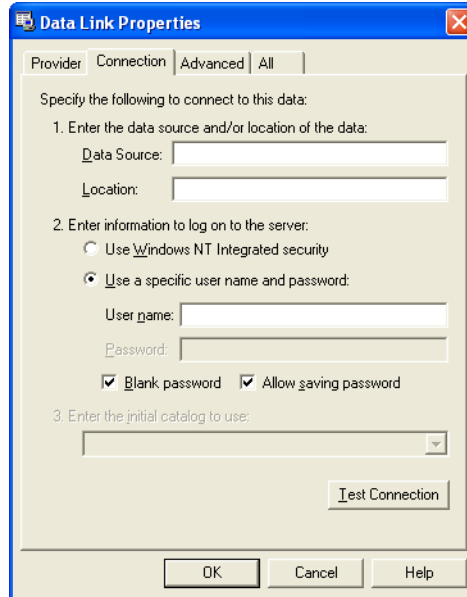 Data Link Properties
Provider Connection Advanced All
Specify the following to connect to this data:
1. Enter the data source and/or location of the data:
Data Source:
Location:
2. Enter information to log on to the server:
Use Windows NT Integrated security
Use a specific user name and password:
User name:
Password:
Blank password Allow saving password
3. Enter the initial catalog to use:
Test Connection
OK Cancel Help